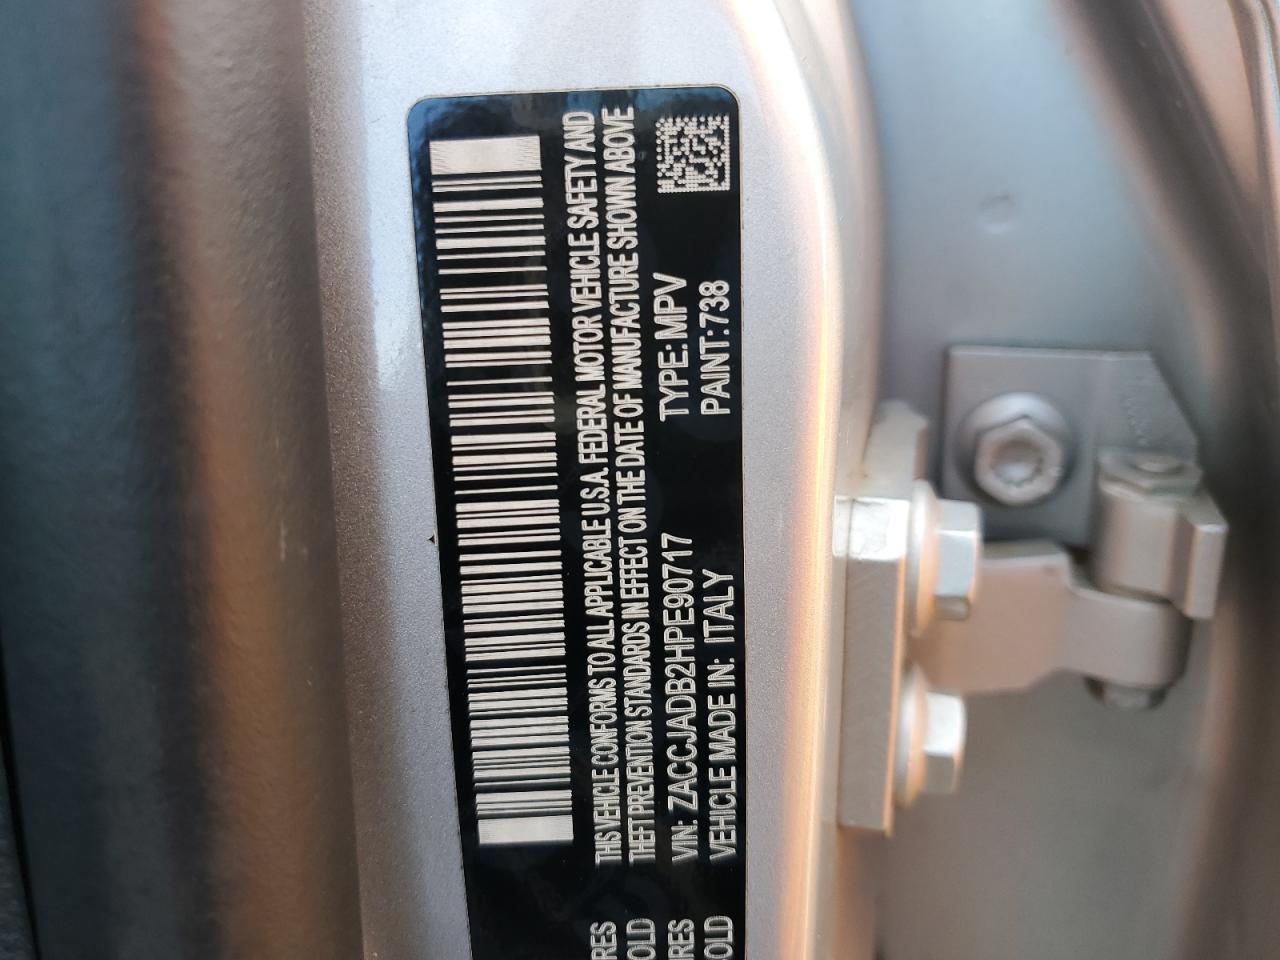 THIS VEHICLE CONFORMS TO ALL APPLICABLE U.S.A. FEDERAL MOTOR VEHICLE SAFETY AND
THEFT PREVENTION STANDARDS IN EFFECT ON THE DATE OF MANUFACTURE SHOWN ABOVE
VIN: ZACCJADB2HPE90717 TYPE: MPV
VEHICLE MADE IN: ITALY PAINT: 738
RES
OLD
RES
OLD